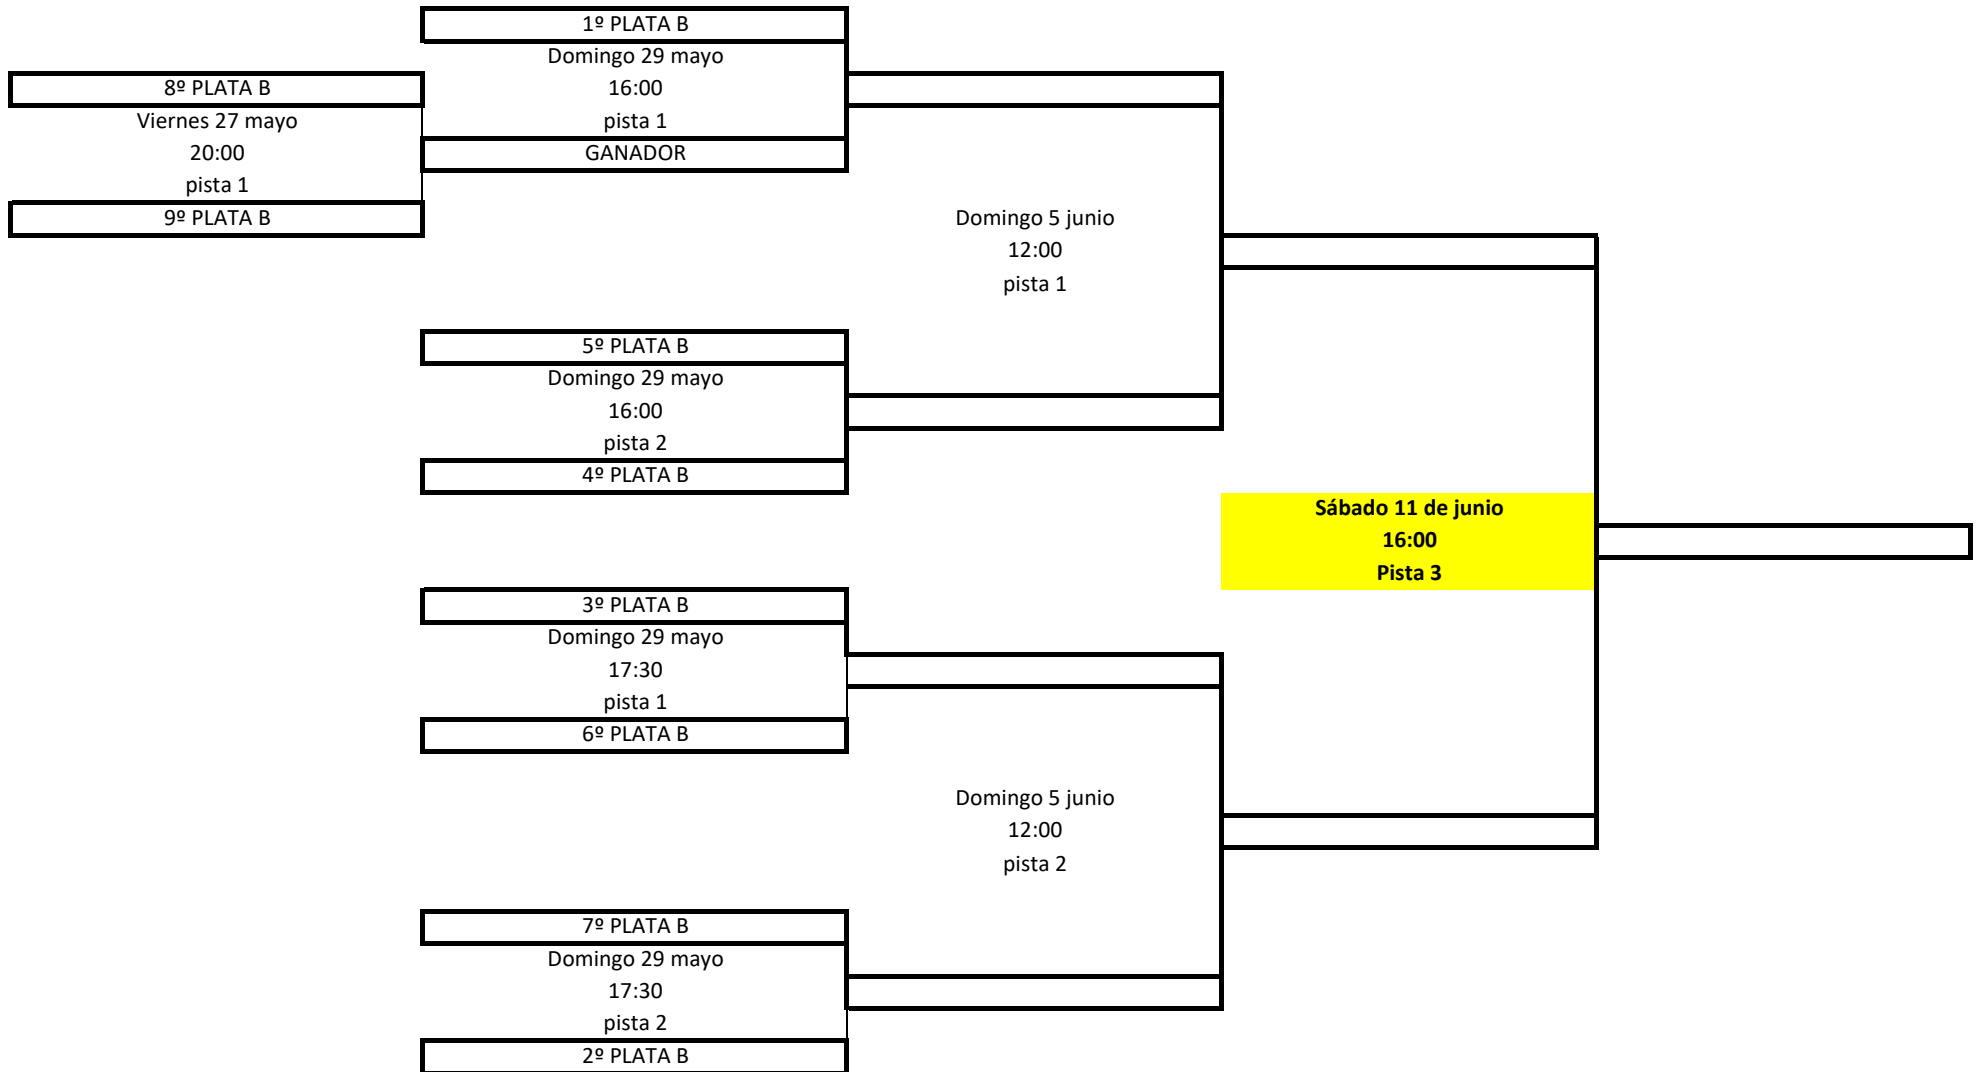 1º PLATA B
Domingo 29 mayo
16:00
pista 1
GANADOR
8º PLATA B
Viernes 27 mayo
20:00
pista 1
9º PLATA B
Domingo 5 junio
12:00
pista 1
5º PLATA B
Domingo 29 mayo
16:00
pista 2
4º PLATA B
Sábado 11 de junio
16:00
Pista 3
3º PLATA B
Domingo 29 mayo
17:30
pista 1
6º PLATA B
Domingo 5 junio
12:00
pista 2
7º PLATA B
Domingo 29 mayo
17:30
pista 2
2º PLATA B